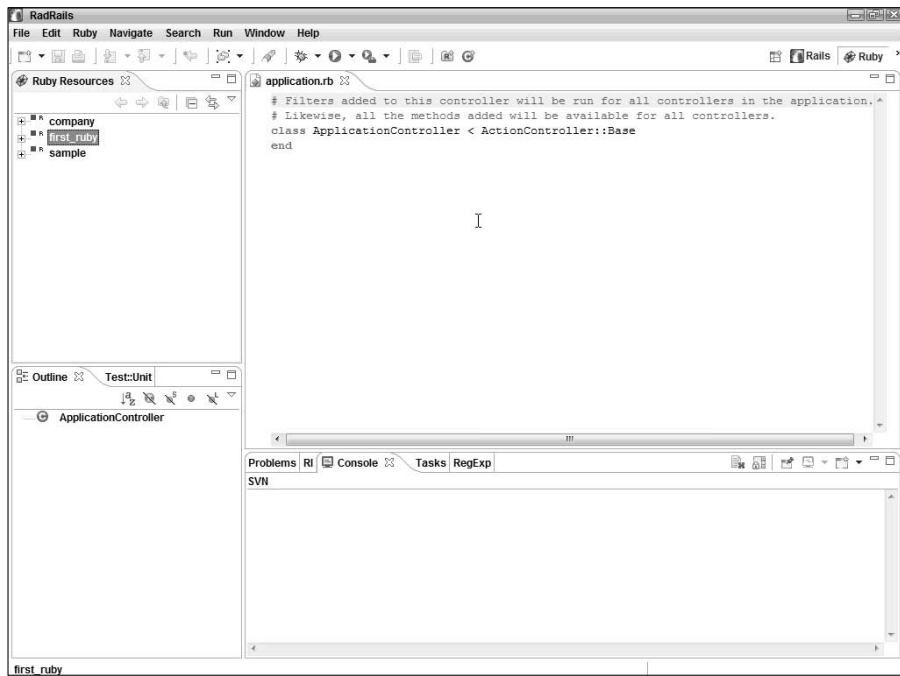 RadRails
File Edit Ruby Navigate Search Run Window Help
Rails Ruby
Ruby Resources
company
first_ruby
sample
application.rb
# Filters added to this controller will be run for all controllers in the application.
# Likewise, all the methods added will be available for all controllers.
class ApplicationController < ActionController::Base
end
Outline Test::Unit
ApplicationController
Problems RI Console Tasks RegExp
SVN
first_ruby